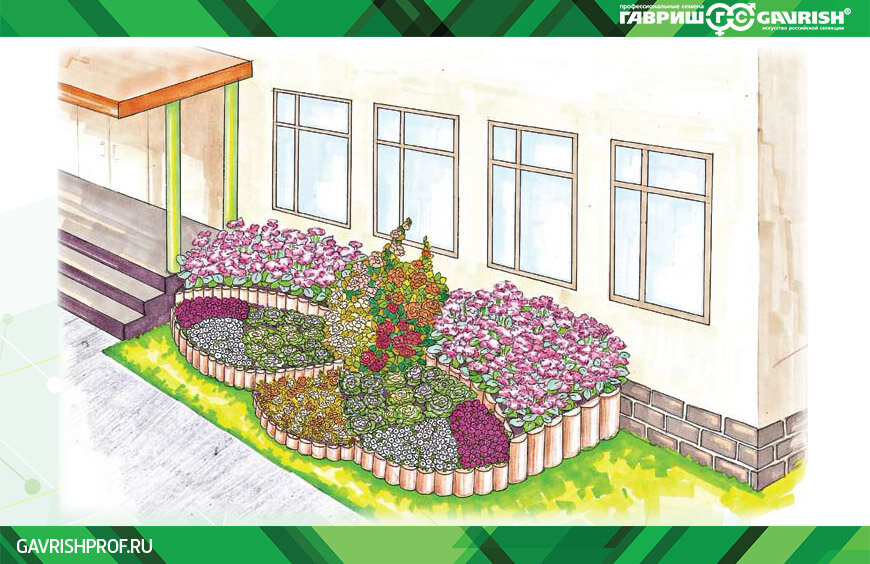 профессиональные семена
ГАВРИШ GAVRISH®
искусство российской селекции
GAVRISHPROF.RU